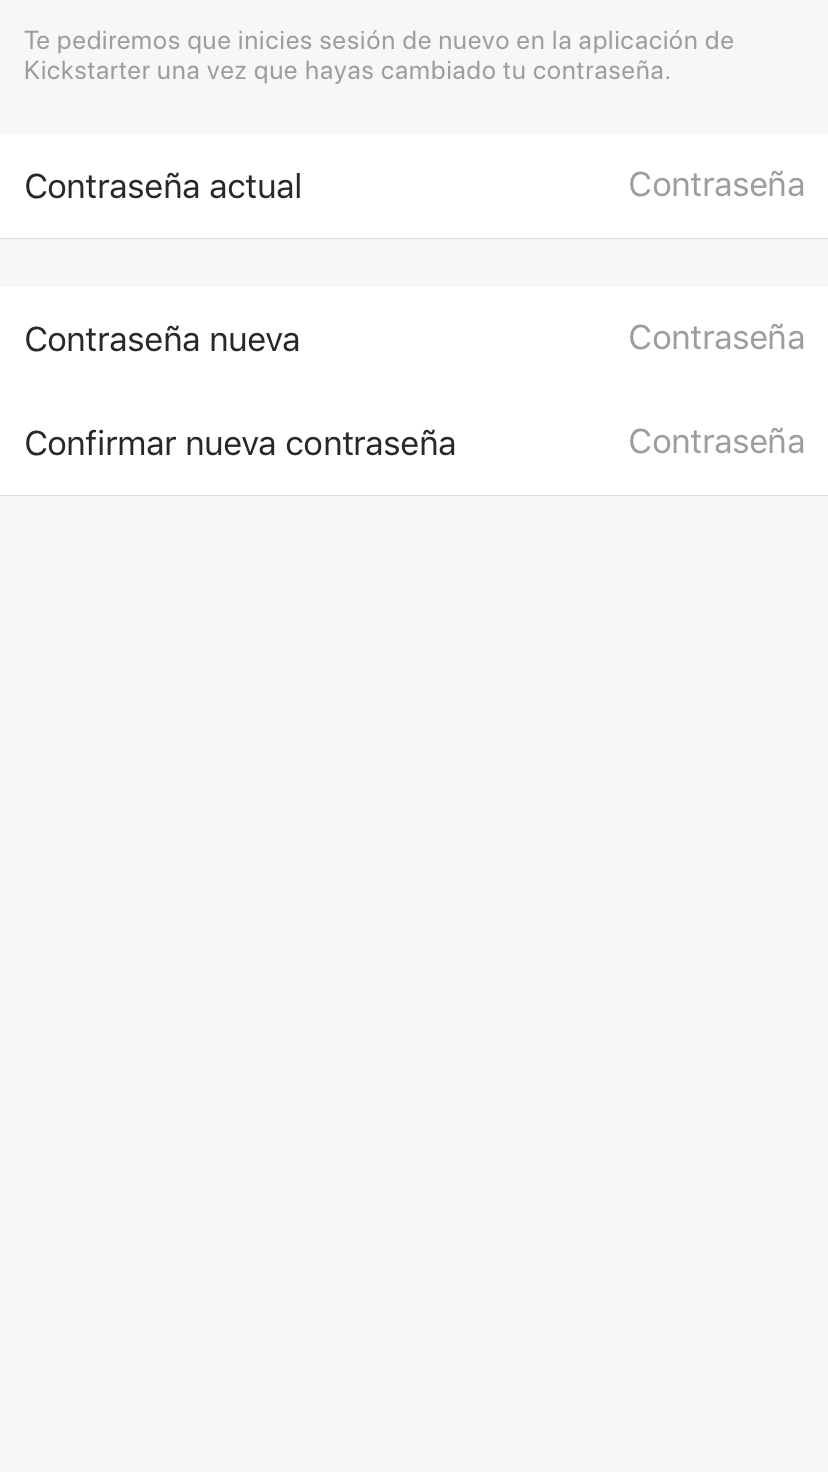 Te pediremos que inicies sesión de nuevo en la aplicación de
Kickstarter una vez que hayas cambiado tu contraseña.
Contraseña actual Contraseña
Contraseña nueva Contraseña
Confirmar nueva contraseña Contraseña